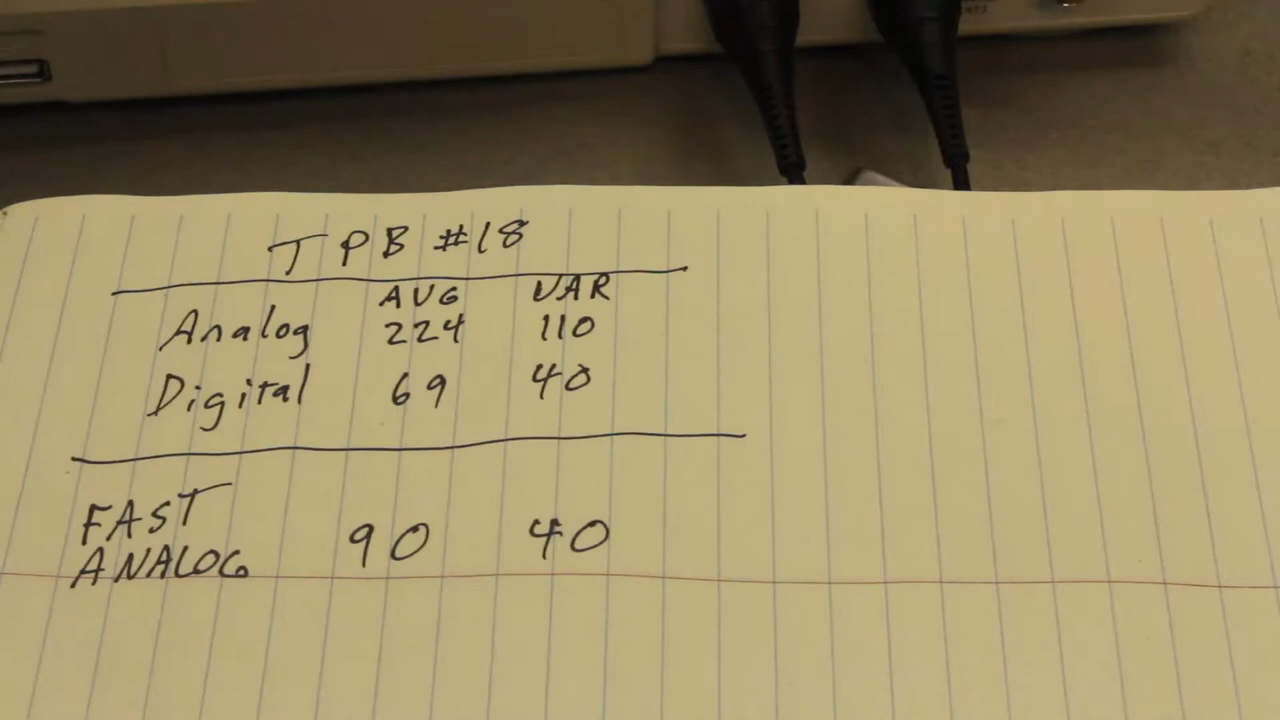 TPB #18
AVG VAR
Analog 224 110
Digital 69 40
FAST
ANALOG 90 40